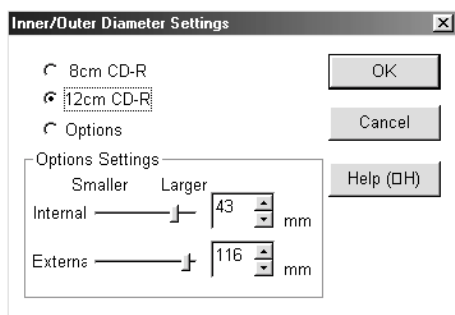 Inner/Outer Diameter Settings
8cm CD-R
OK
12cm CD-R
Cancel
Options
Options Settings
Help (□H)
Smaller Larger
Internal 43 mm
Externa 116 mm